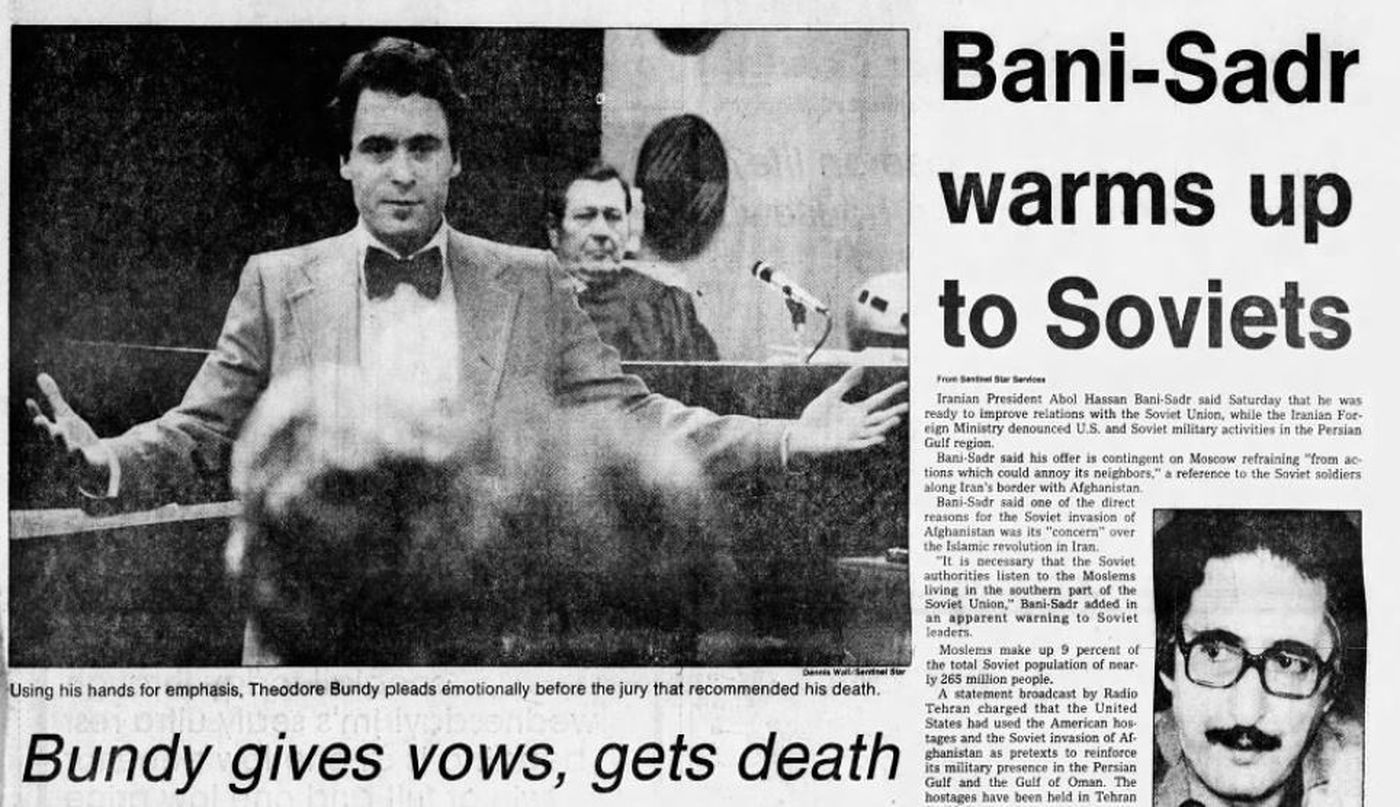 Dennis Wall/Sentinel Star
Using his hands for emphasis, Theodore Bundy pleads emotionally before the jury that recommended his death.
Bundy gives vows, gets death
Bani-Sadr
warms up
to Soviets
From Sentinel Star Services
Iranian President Abol Hassan Bani-Sadr said Saturday that he was
ready to improve relations with the Soviet Union, while the Iranian For-
eign Ministry denounced U.S. and Soviet military activities in the Persian
Gulf region.
Bani-Sadr said his offer is contingent on Moscow refraining "from ac-
tions which could annoy its neighbors," a reference to the Soviet soldiers
along Iran's border with Afghanistan.
Bani-Sadr said one of the direct
reasons for the Soviet invasion of
Afghanistan was its "concern" over
the Islamic revolution in Iran.
"It is necessary that the Soviet
authorities listen to the Moslems
living in the southern part of the
Soviet Union," Bani-Sadr added in
an apparent warning to Soviet
leaders.
Moslems make up 9 percent of
the total Soviet population of near-
ly 265 million people.
A statement broadcast by Radio
Tehran charged that the United
States had used the American hos-
tages and the Soviet invasion of Af-
ghanistan as pretexts to reinforce
its military presence in the Persian
Gulf and the Gulf of Oman. The
hostages have been held in Tehran